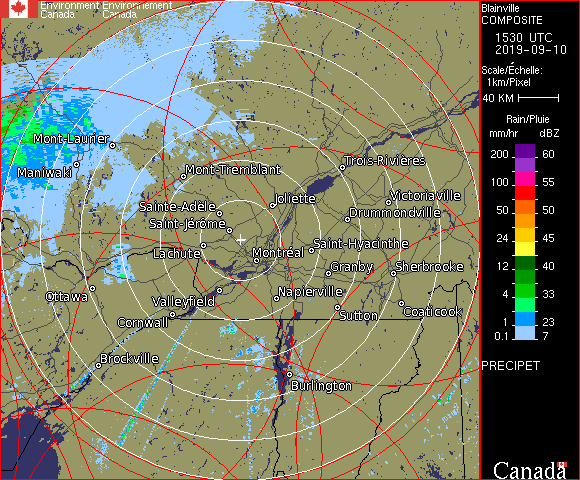 Environment Environnement
Canada Canada
Blainville
COMPOSITE
1530 UTC
2019-09-10
Scale/Échelle:
1km/Pixel
40 KM
Rain/Pluie
mm/hr dBZ
200 60
100 55
50 50
24 45
12 40
4 33
1 23
0.1 7
PRECIPET
Canada
Mont-Laurier
Maniwaki
Mont-Tremblant
Trois-Rivières
Sainte-Adèle
Joliette
Victoriaville
Saint-Jérôme
Drummondville
Lachute
Montréal
Saint-Hyacinthe
Granby
Sherbrooke
Ottawa
Valleyfield
Napierville
Cornwall
Sutton
Coaticook
Brockville
Burlington